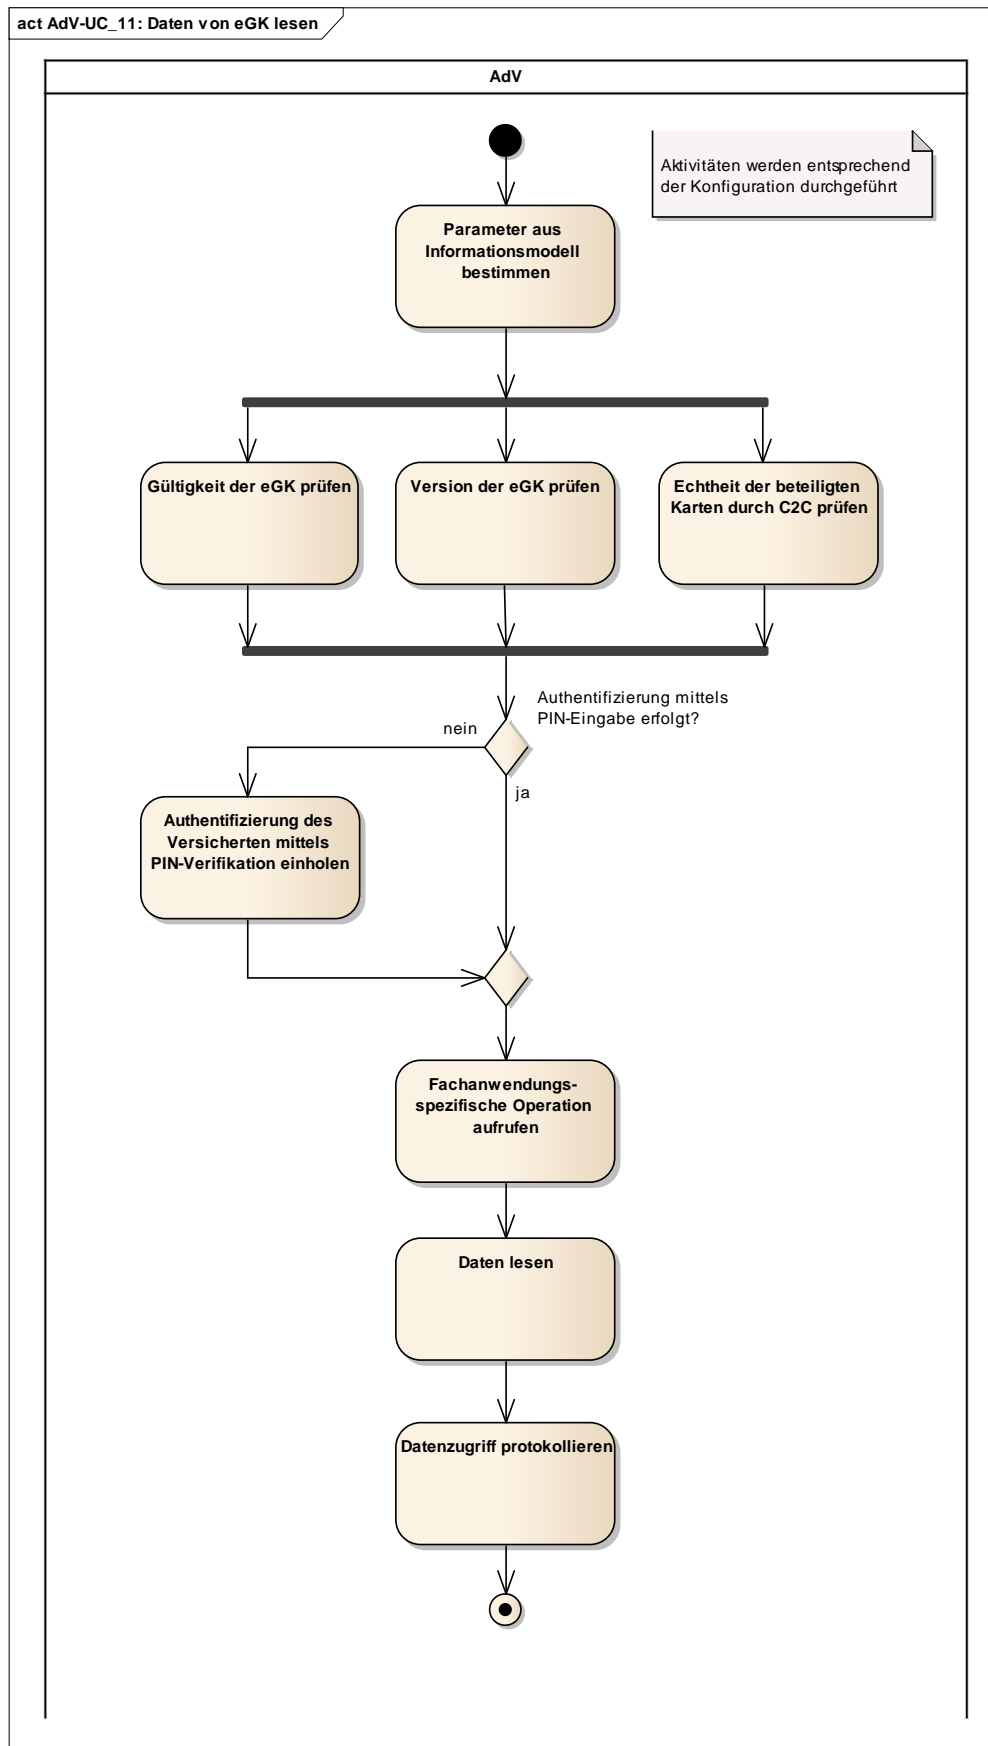 act AdV-UC_11: Daten von eGK lesen
AdV
Aktivitäten werden entsprechend
der Konfiguration durchgeführt
Parameter aus
Informationsmodell
bestimmen
Gültigkeit der eGK prüfen
Version der eGK prüfen
Echtheit der beteiligten
Karten durch C2C prüfen
Authentifizierung mittels
PIN-Eingabe erfolgt?
nein
ja
Authentifizierung des
Versicherten mittels
PIN-Verifikation einholen
Fachanwendungs-
spezifische Operation
aufrufen
Daten lesen
Datenzugriff protokollieren